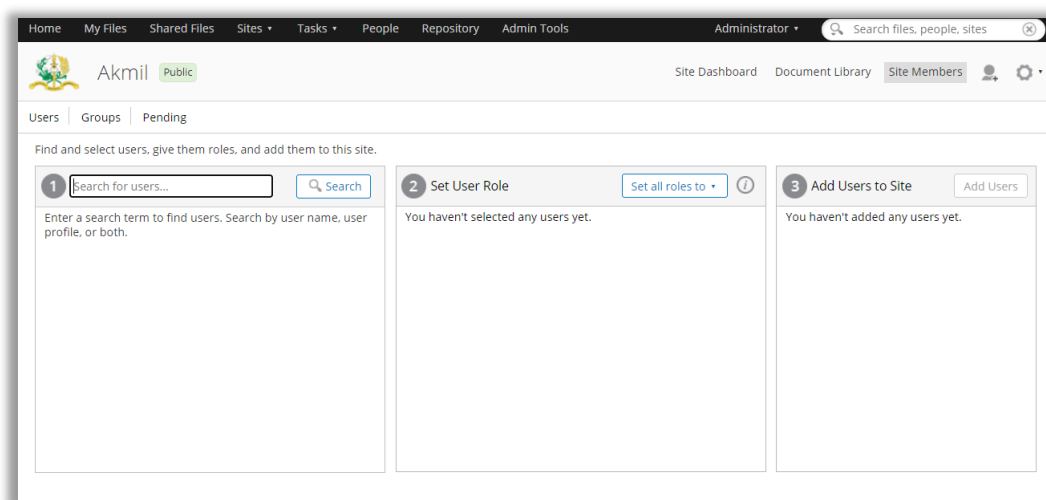 Home My Files Shared Files Sites Tasks People Repository Admin Tools Administrator Search files, people, sites
Akmil Public Site Dashboard Document Library Site Members
Users Groups Pending
Find and select users, give them roles, and add them to this site.
1 Search for users... Search
Enter a search term to find users. Search by user name, user
profile, or both.
2 Set User Role Set all roles to i
You haven't selected any users yet.
3 Add Users to Site Add Users
You haven't added any users yet.